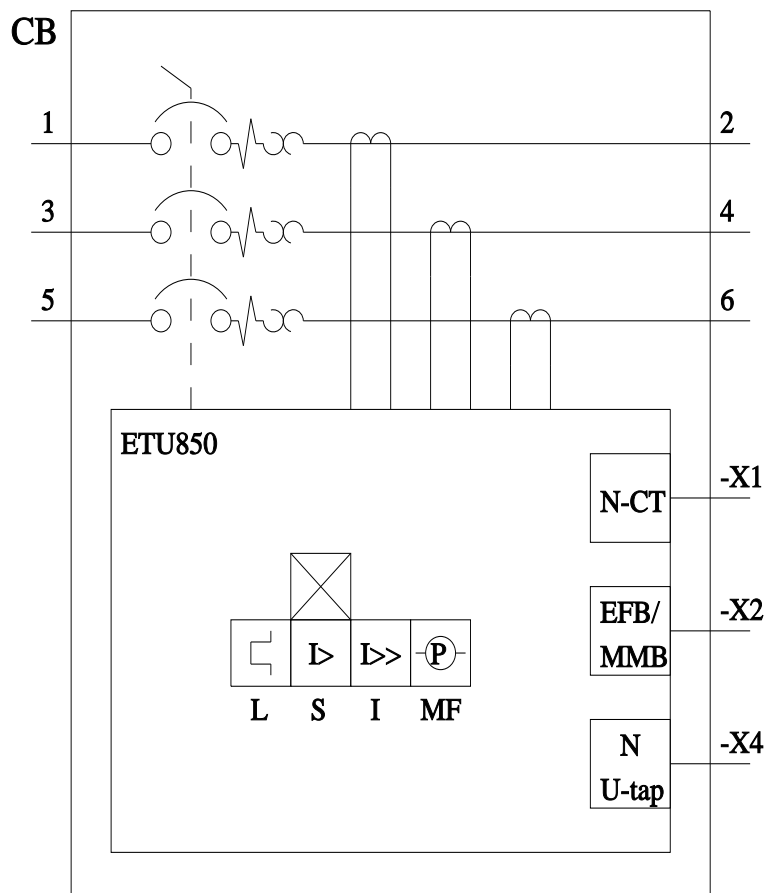 CB
1 2
3 4
5 6
ETU850
N-CT -X1
EFB/ -X2
MMB
I> I>> P
L S I MF
N -X4
U-tap